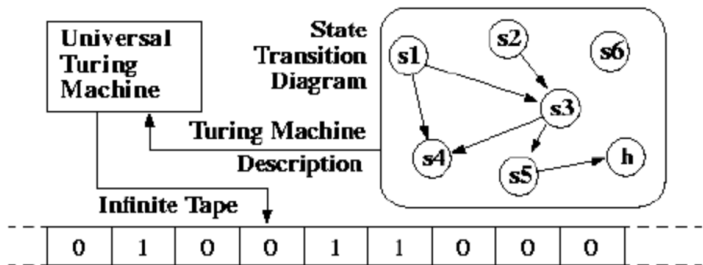 Universal
Turing
Machine
State
Transition
Diagram
s1
s2
s6
s3
s4
s5
h
Turing Machine
Description
Infinite Tape
0 1 0 0 1 1 0 0 0